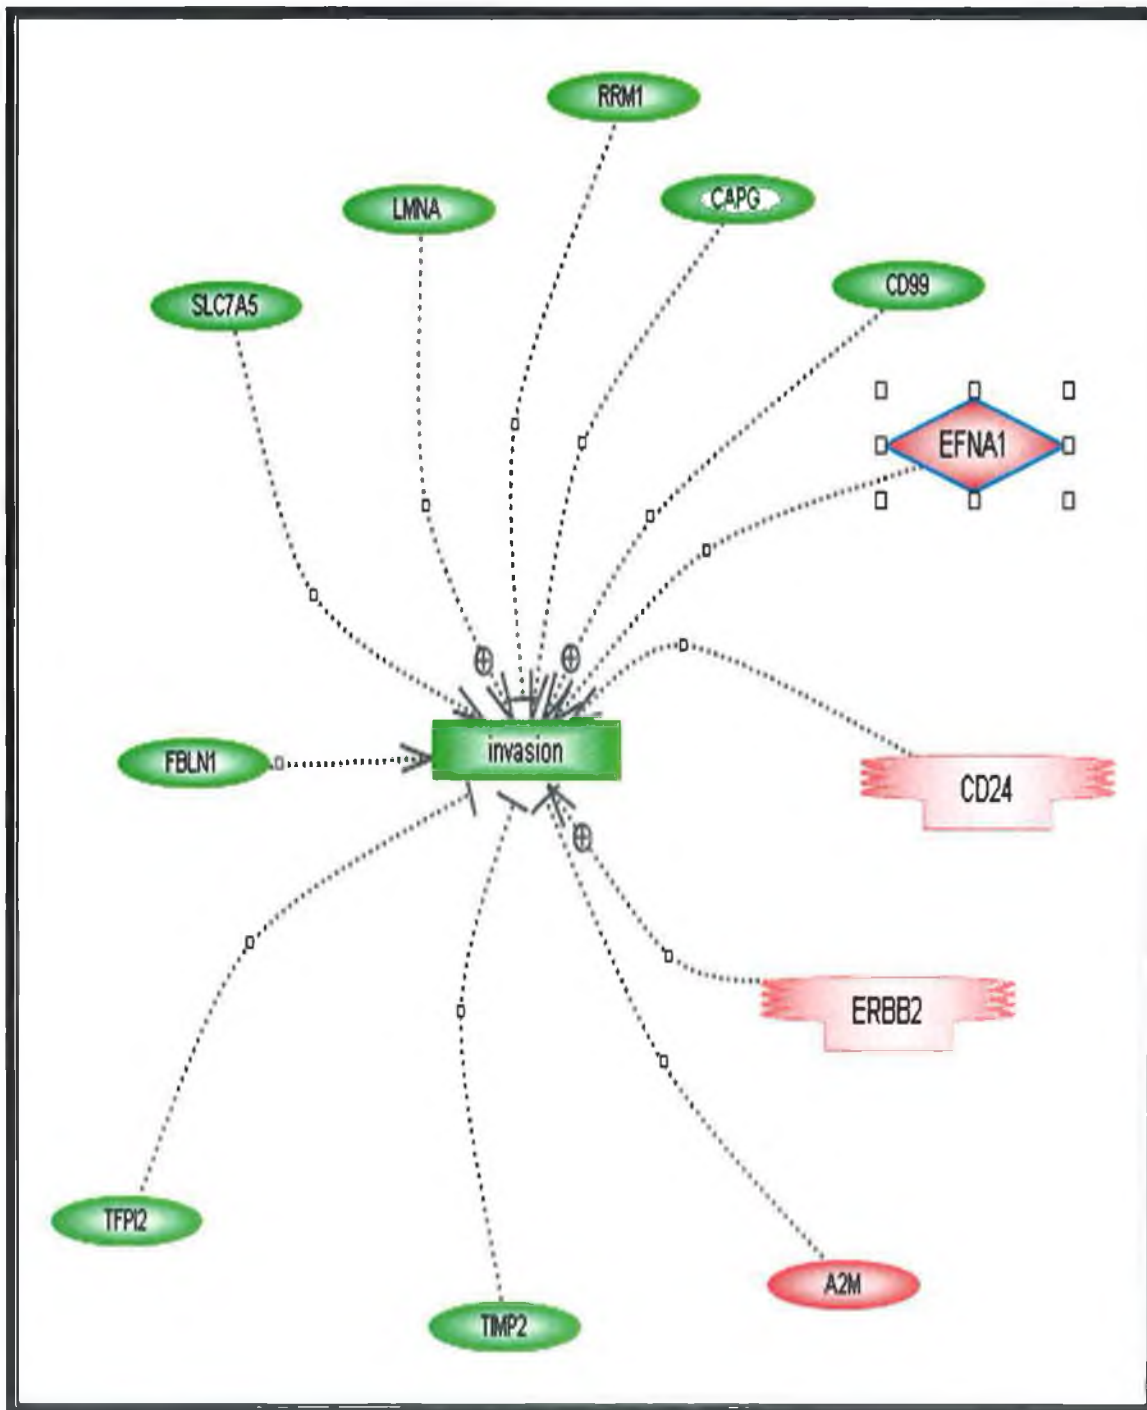 RRM1
CAPG
LMNA
CD99
SLC7A5
EFNA1
invasion
FBLN1
CD24
ERBB2
TFPI2
A2M
TIMP2